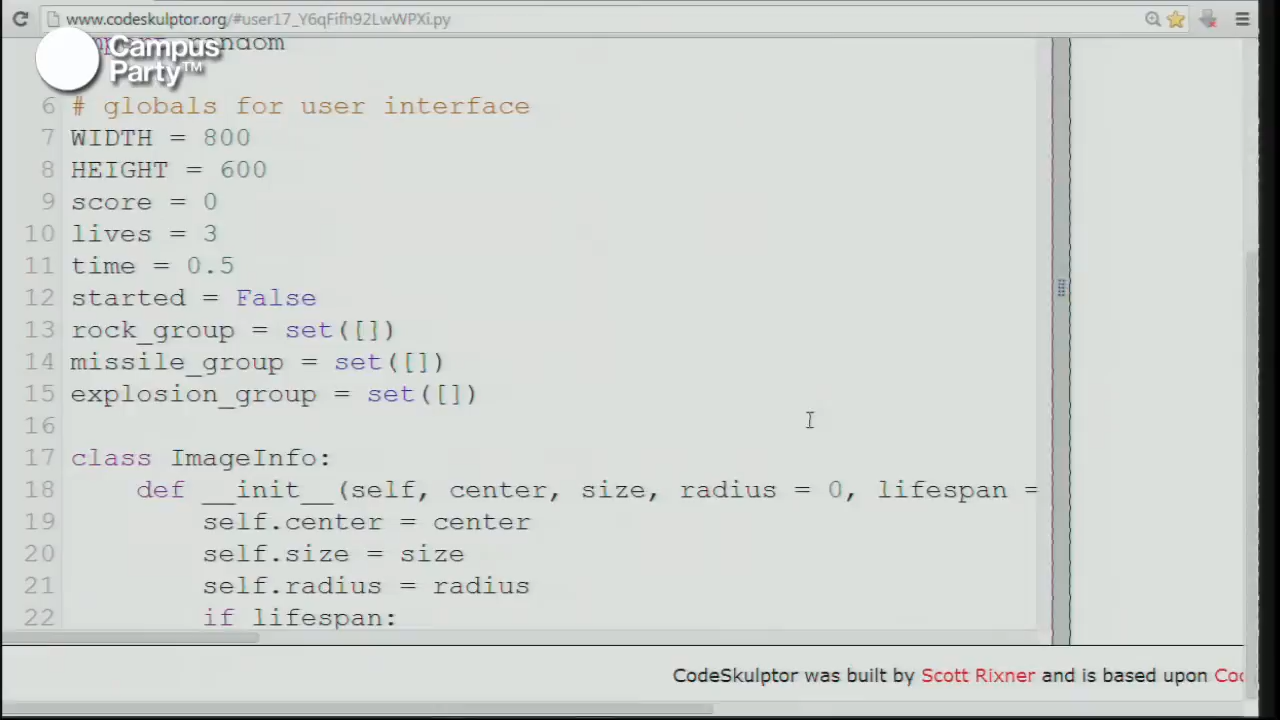 www.codeskulptor.org/#user17_Y6qFifh92LwWPXi.py
Campus
Party™
random
6 # globals for user interface
7 WIDTH = 800
8 HEIGHT = 600
9 score = 0
10 lives = 3
11 time = 0.5
12 started = False
13 rock_group = set([])
14 missile_group = set([])
15 explosion_group = set([])
16
17 class ImageInfo:
18 def __init__(self, center, size, radius = 0, lifespan =
19 self.center = center
20 self.size = size
21 self.radius = radius
22 if lifespan:
CodeSkulptor was built by Scott Rixner and is based upon